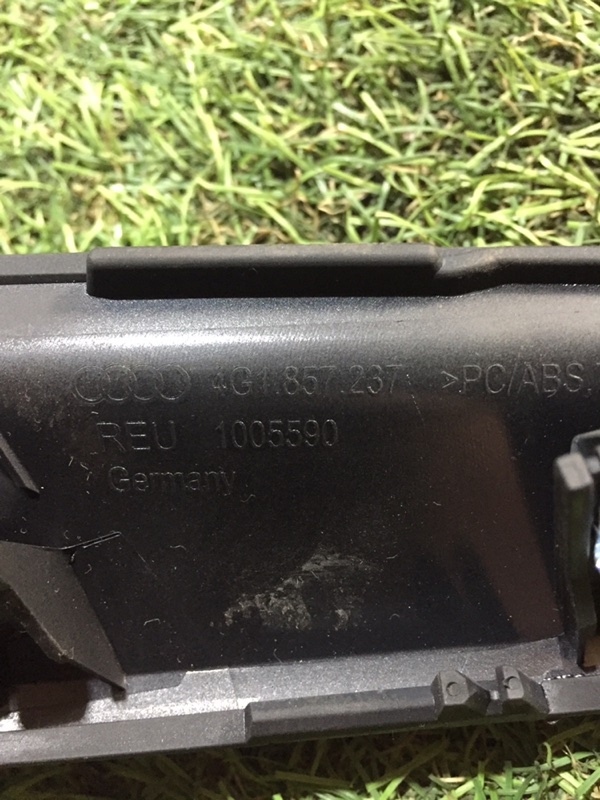 4G1.857.237 >PC/ABS
REU 1005590
Germany